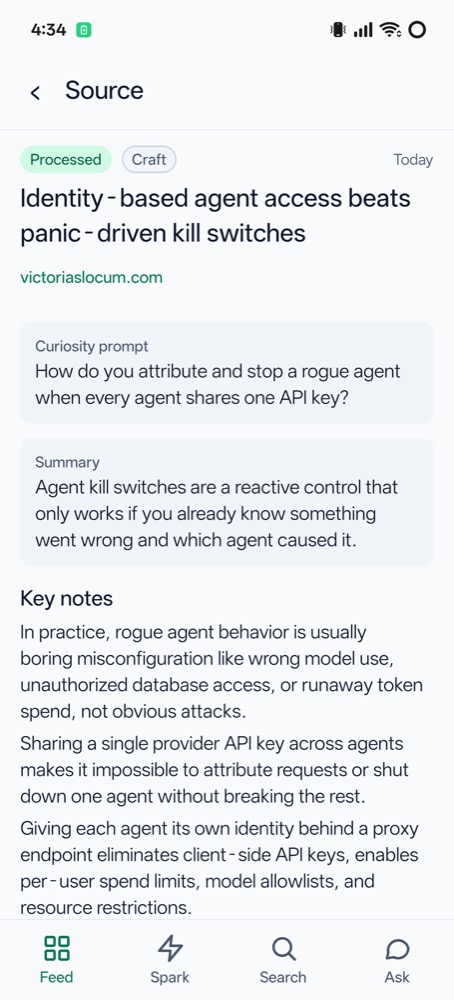 4:34
Source
Processed
Craft
Today
Identity-based agent access beats
panic-driven kill switches
victoriaslocum.com
Curiosity prompt
How do you attribute and stop a rogue agent
when every agent shares one API key?
Summary
Agent kill switches are a reactive control that
only works if you already know something
went wrong and which agent caused it.
Key notes
In practice, rogue agent behavior is usually
boring misconfiguration like wrong model use,
unauthorized database access, or runaway token
spend, not obvious attacks.
Sharing a single provider API key across agents
makes it impossible to attribute requests or shut
down one agent without breaking the rest.
Giving each agent its own identity behind a proxy
endpoint eliminates client-side API keys, enables
per-user spend limits, model allowlists, and
resource restrictions.
Feed
Spark
Search
Ask